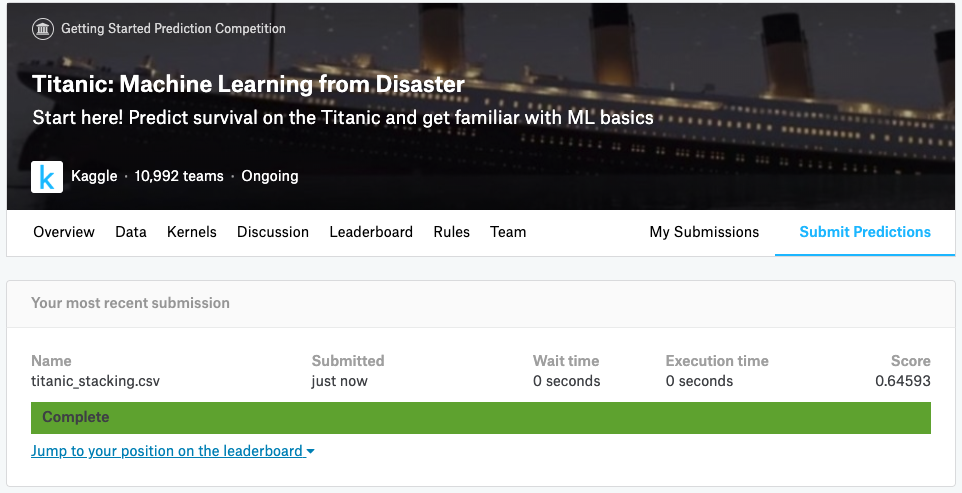 Getting Started Prediction Competition
Titanic: Machine Learning from Disaster
Start here! Predict survival on the Titanic and get familiar with ML basics
k Kaggle · 10,992 teams · Ongoing
Overview Data Kernels Discussion Leaderboard Rules Team My Submissions Submit Predictions
Your most recent submission
Name Submitted Wait time Execution time Score
titanic_stacking.csv just now 0 seconds 0 seconds 0.64593
Complete
Jump to your position on the leaderboard